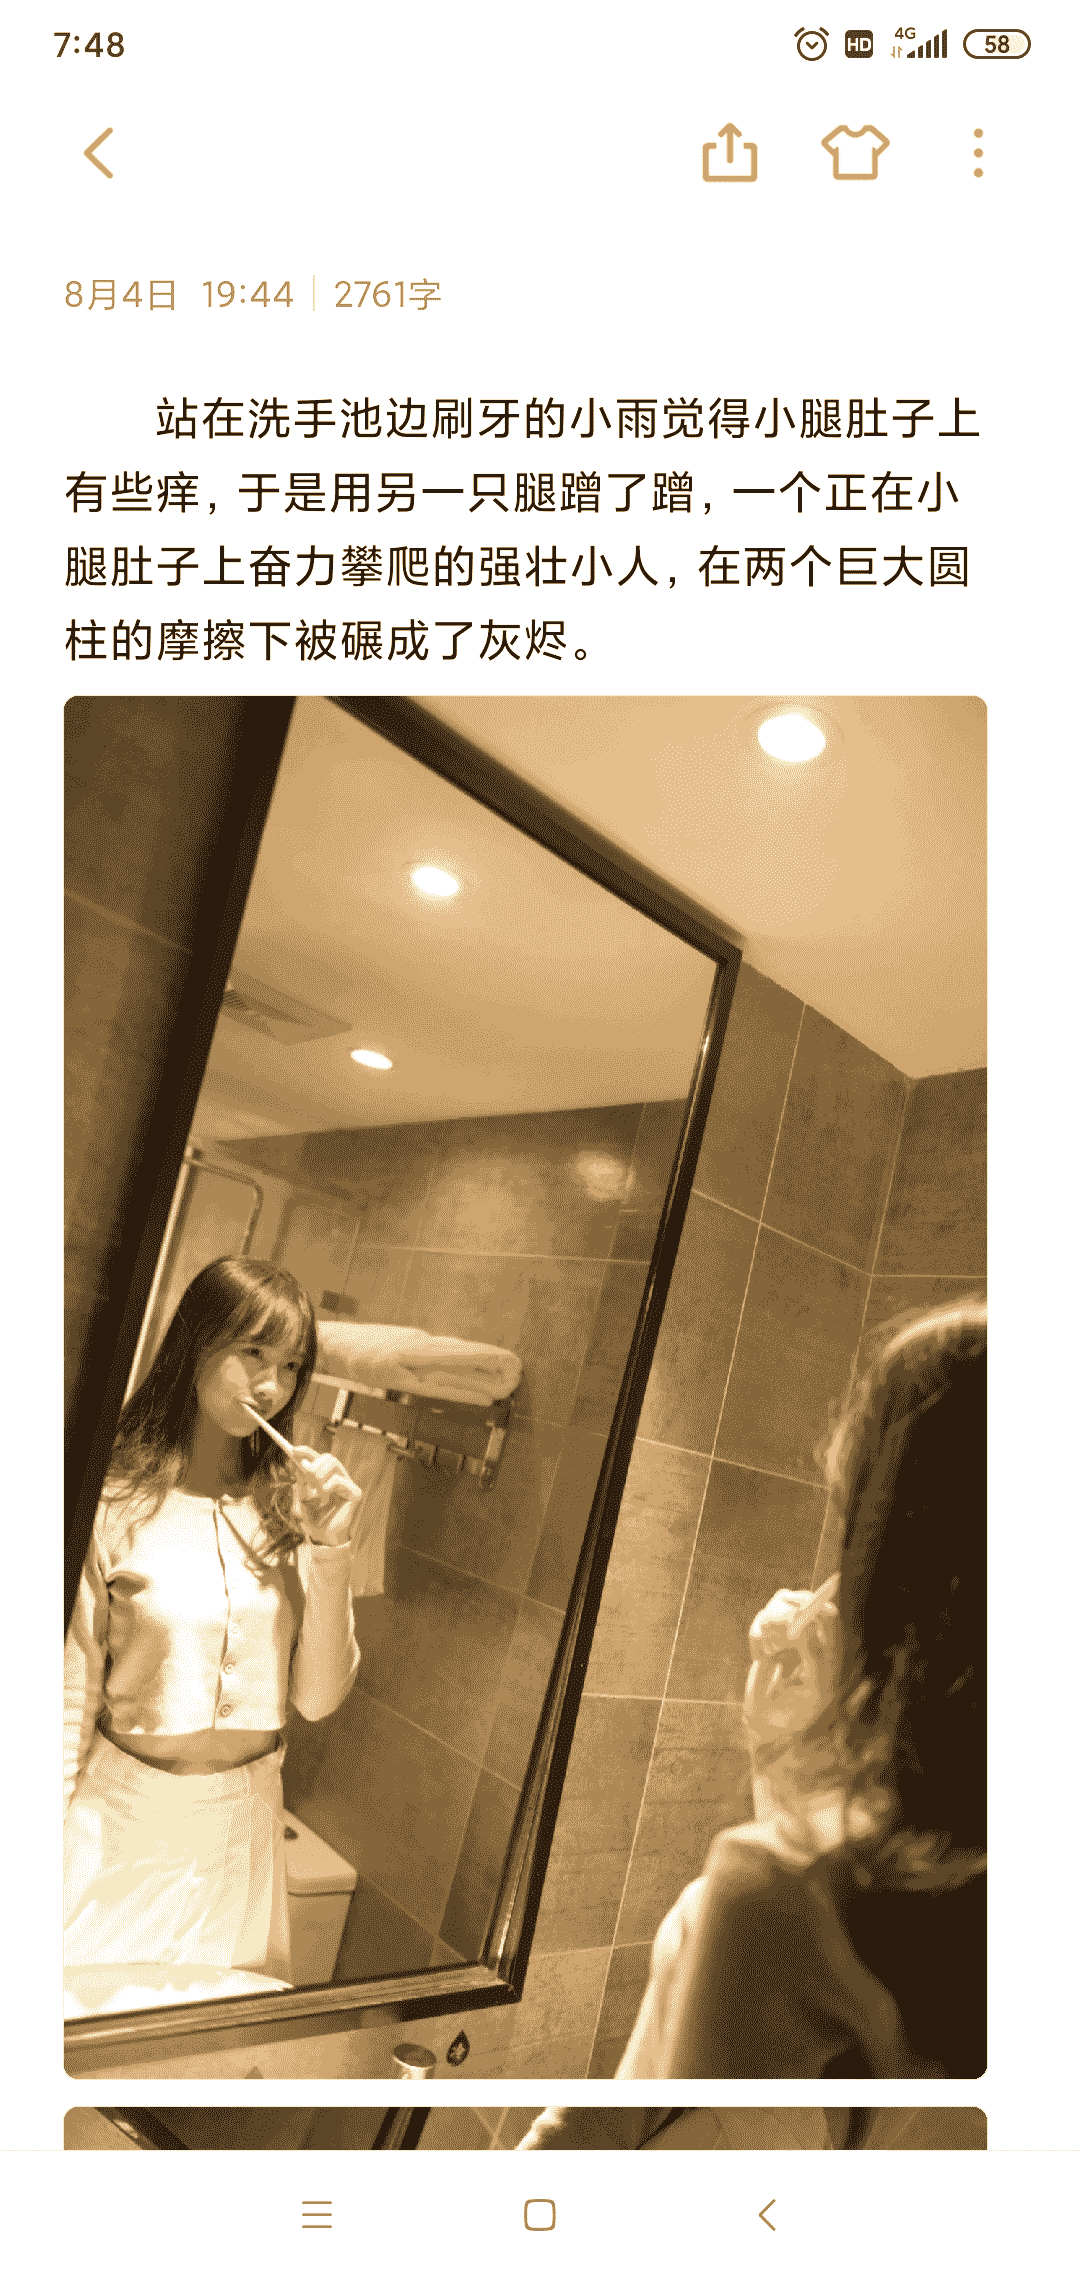 7:48
HD 4G 58
8月4日 19:44 | 2761字
站在洗手池边刷牙的小雨觉得小腿肚子上
有些痒，于是用另一只腿蹭了蹭，一个正在小
腿肚子上奋力攀爬的强壮小人，在两个巨大圆
柱的摩擦下被碾成了灰烬。